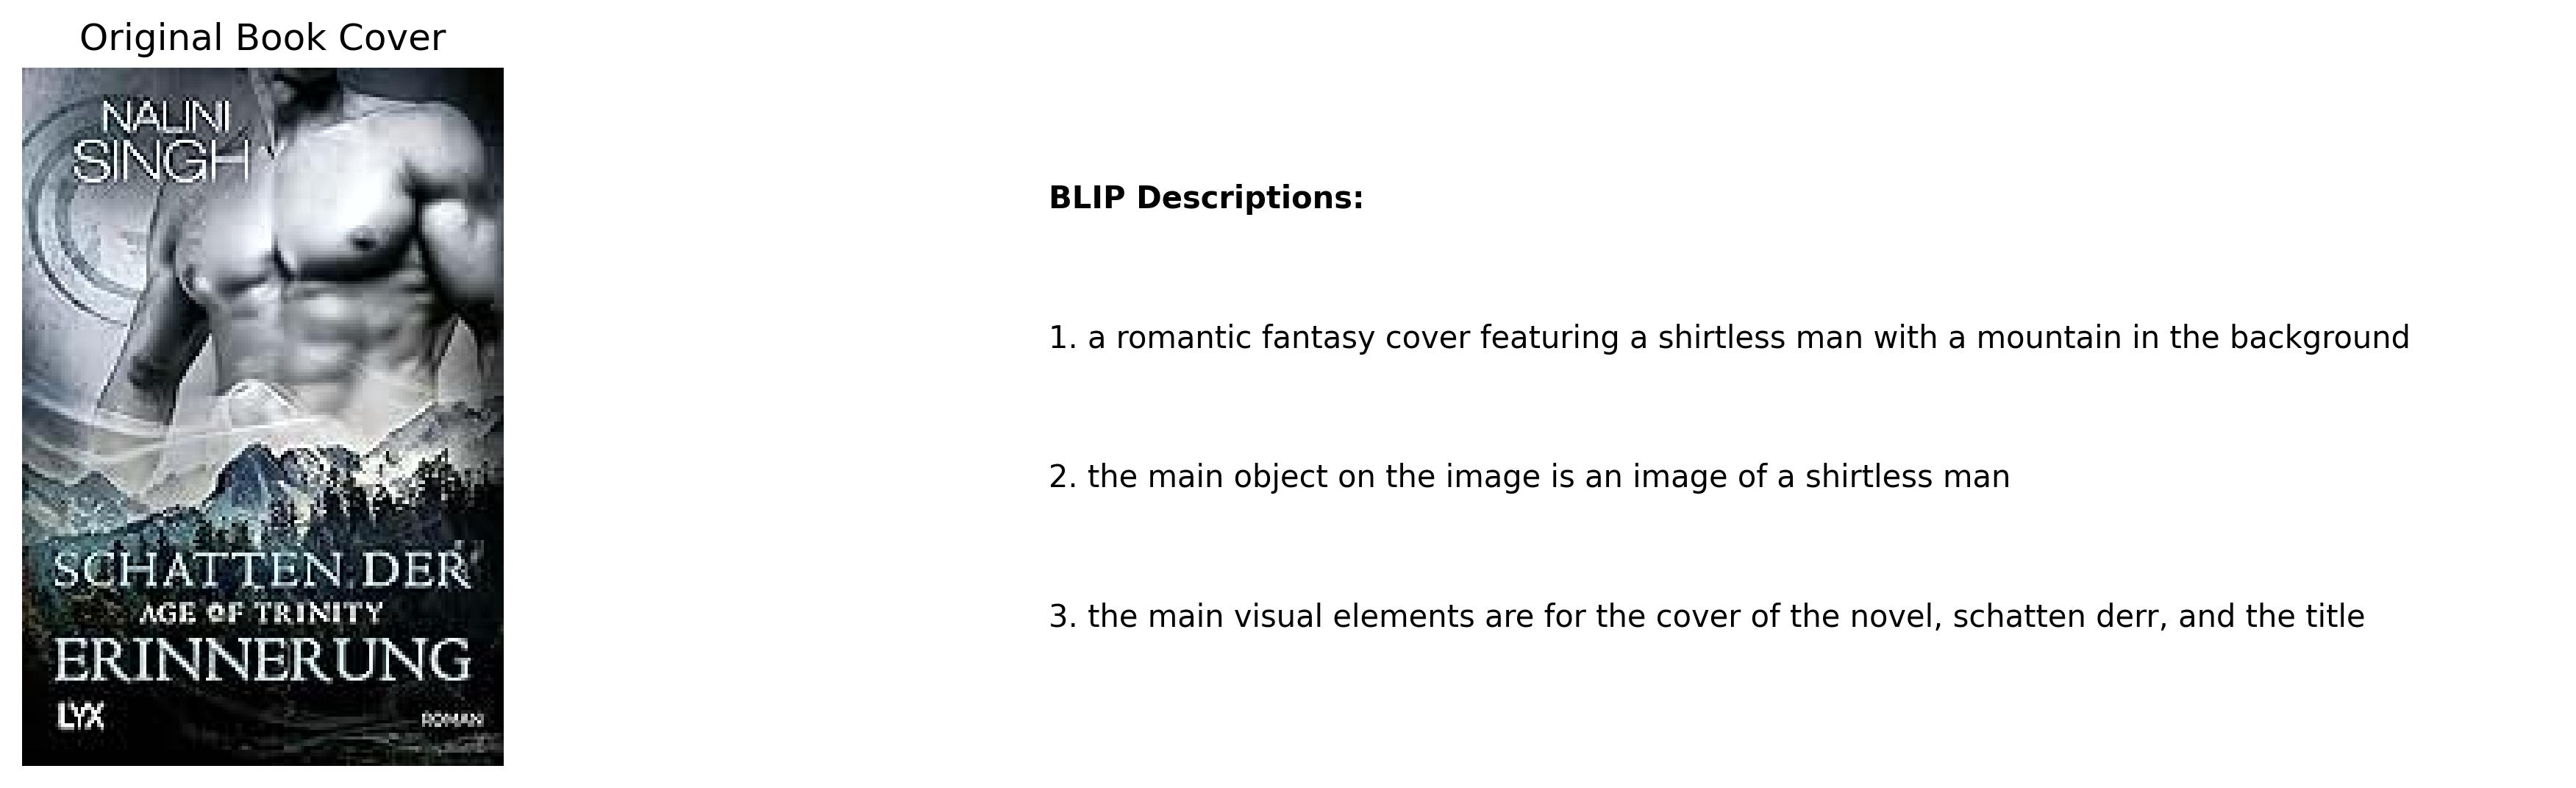 Original Book Cover
NALINI
SINGH
SCHATTEN DER
AGE OF TRINITY
ERINNERUNG
LYX
ROMAN
BLIP Descriptions:
1. a romantic fantasy cover featuring a shirtless man with a mountain in the background
2. the main object on the image is an image of a shirtless man
3. the main visual elements are for the cover of the novel, schatten derr, and the title